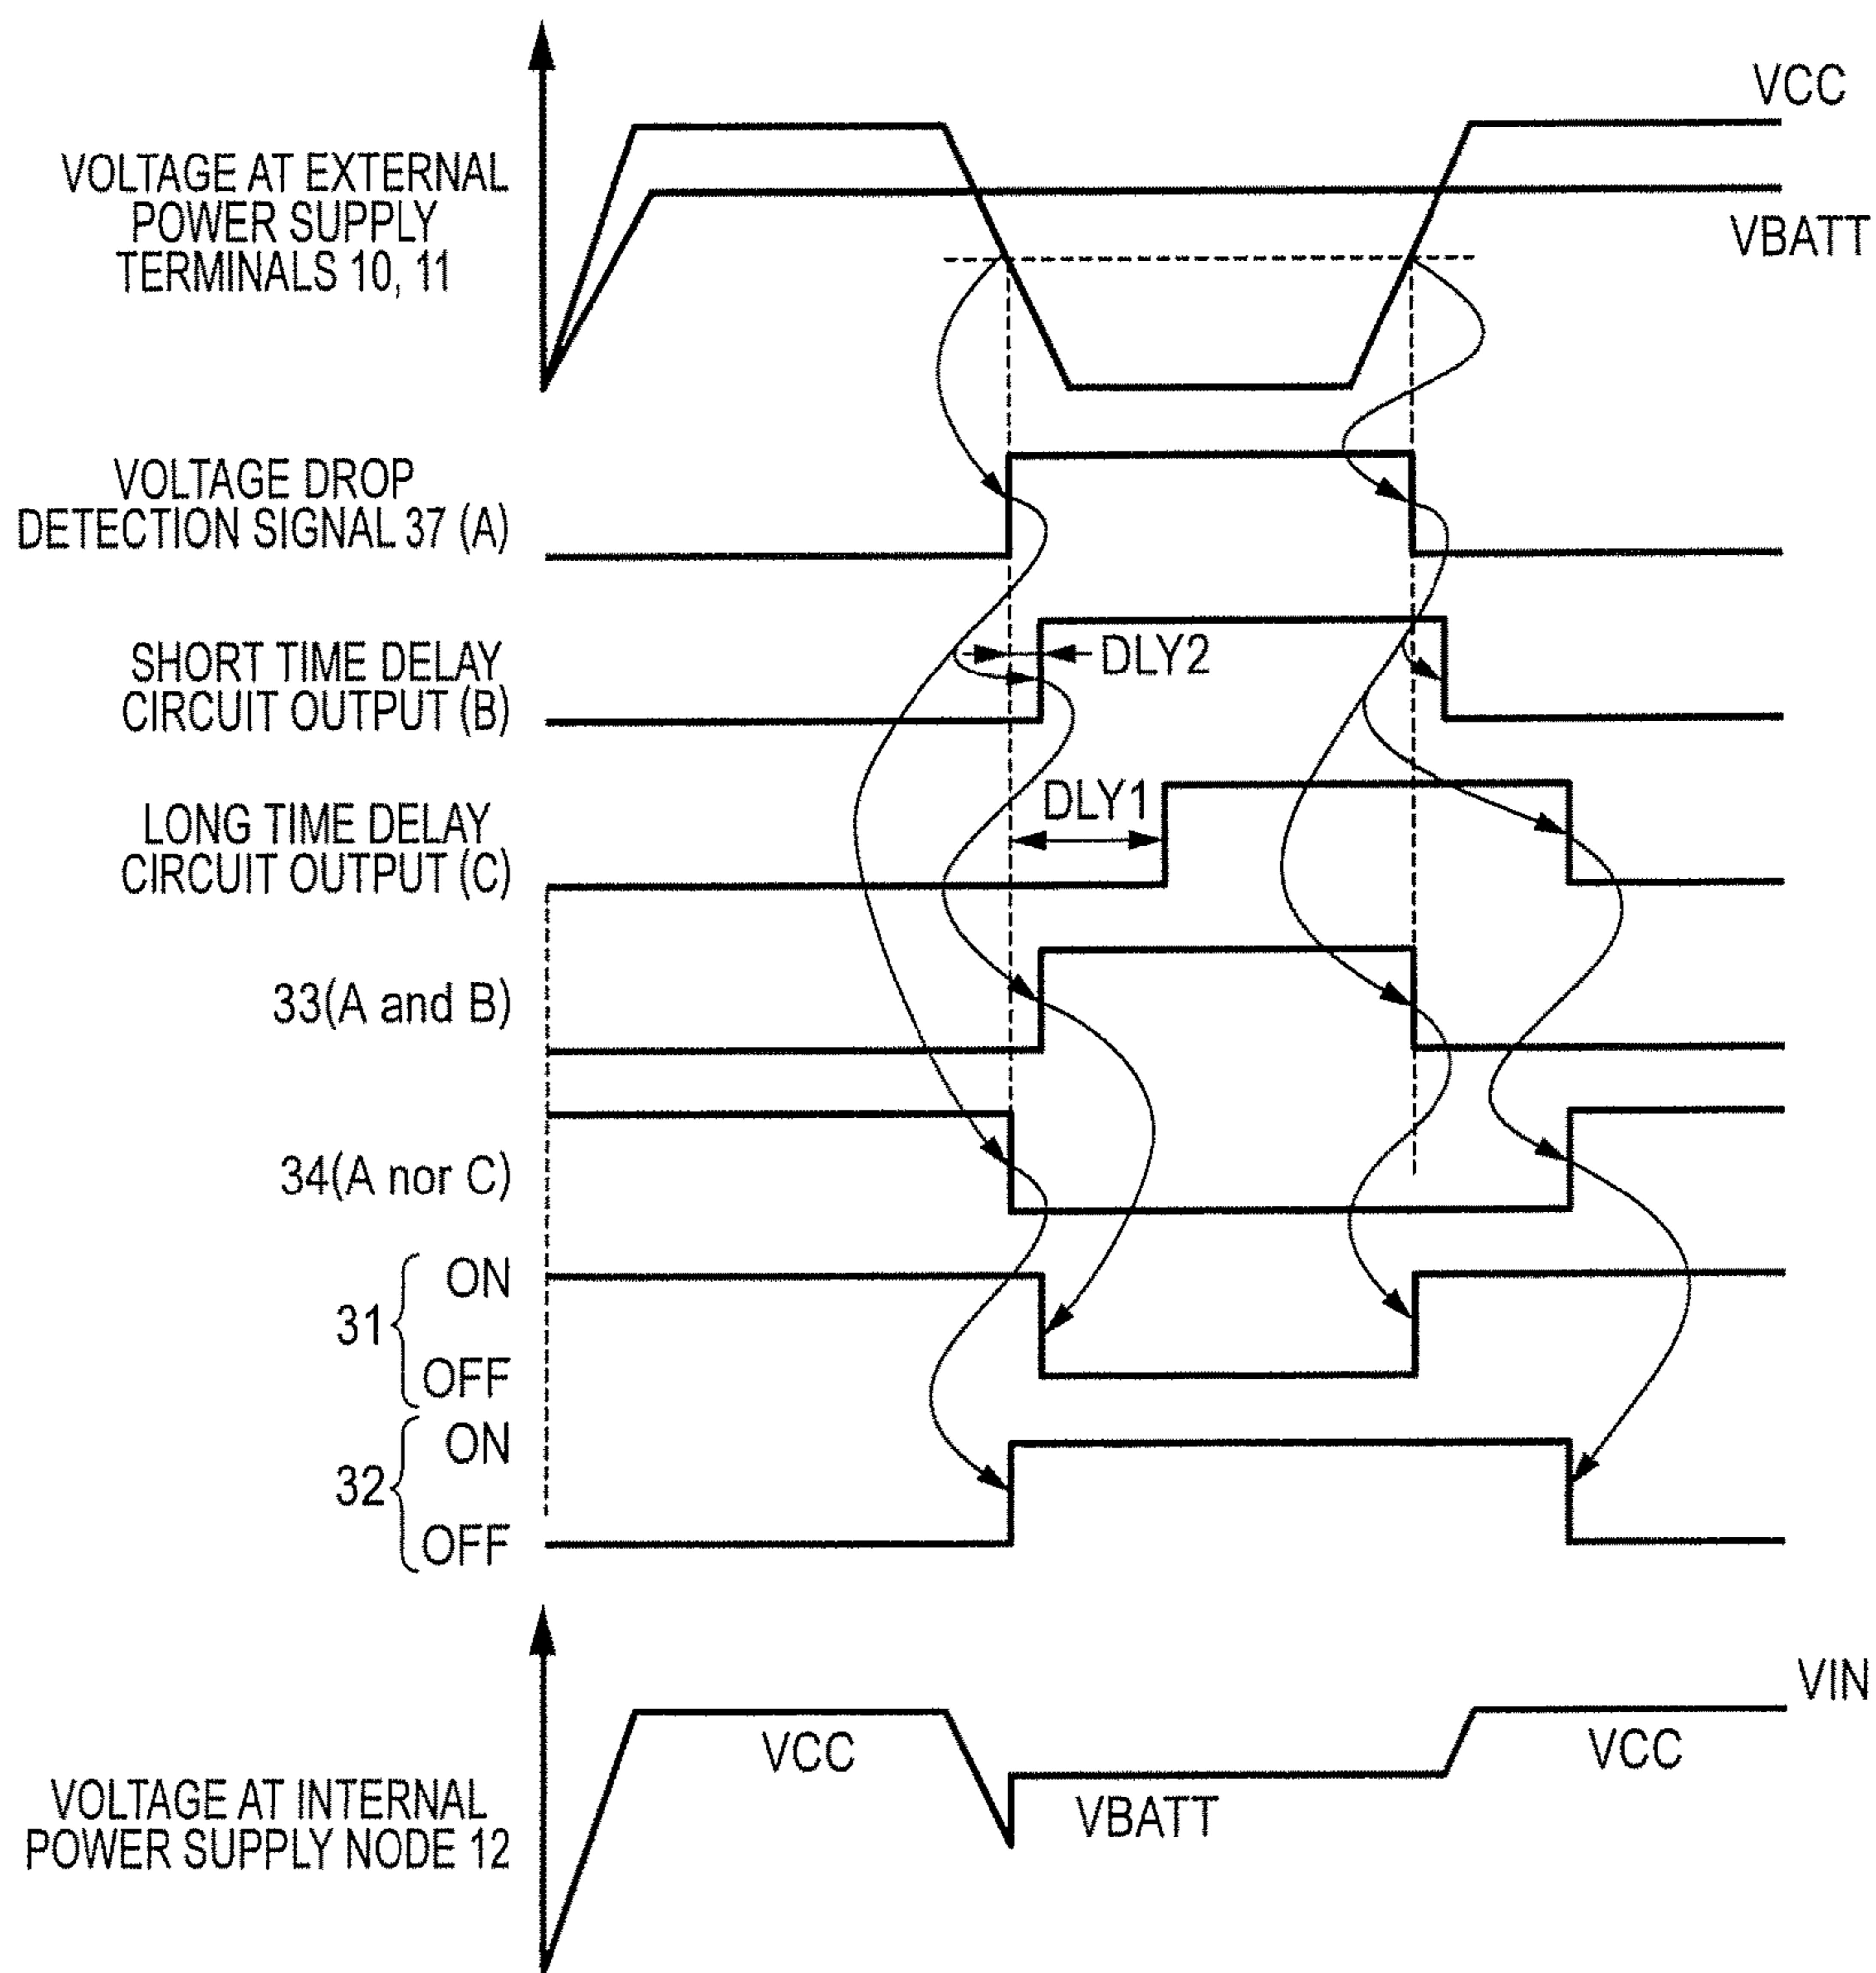 VCC
VOLTAGE AT EXTERNAL
POWER SUPPLY
TERMINALS 10, 11
VBATT
VOLTAGE DROP
DETECTION SIGNAL 37 (A)
SHORT TIME DELAY
CIRCUIT OUTPUT (B)
DLY2
LONG TIME DELAY
CIRCUIT OUTPUT (C)
DLY1
33(A and B)
34(A nor C)
31
ON
OFF
32
ON
OFF
VIN
VCC
VCC
VBATT
VOLTAGE AT INTERNAL
POWER SUPPLY NODE 12